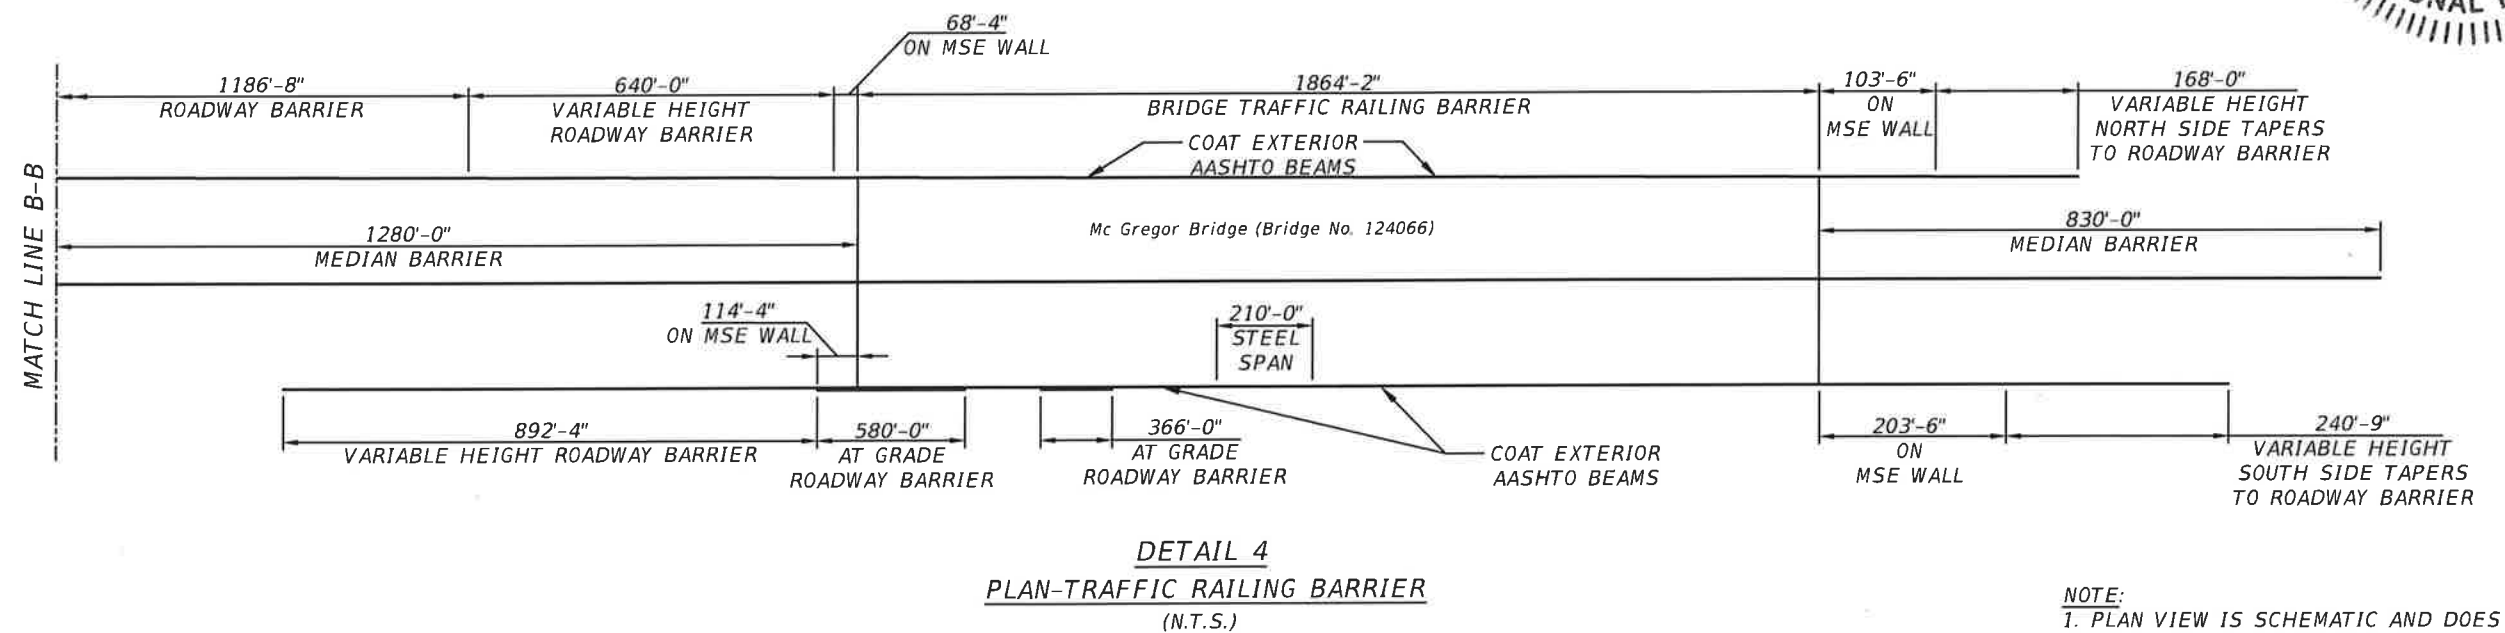 68'-4"
ON MSE WALL
1186'-8"
ROADWAY BARRIER
640'-0"
VARIABLE HEIGHT
ROADWAY BARRIER
1864'-2"
BRIDGE TRAFFIC RAILING BARRIER
103'-6"
ON
MSE WALL
168'-0"
VARIABLE HEIGHT
NORTH SIDE TAPERS
TO ROADWAY BARRIER
COAT EXTERIOR
AASHTO BEAMS
MATCH LINE B-B
Mc Gregor Bridge (Bridge No. 124066)
1280'-0"
MEDIAN BARRIER
830'-0"
MEDIAN BARRIER
114'-4"
ON MSE WALL
210'-0"
STEEL
SPAN
892'-4"
VARIABLE HEIGHT ROADWAY BARRIER
580'-0"
AT GRADE
ROADWAY BARRIER
366'-0"
AT GRADE
ROADWAY BARRIER
COAT EXTERIOR
AASHTO BEAMS
203'-6"
ON
MSE WALL
240'-9"
VARIABLE HEIGHT
SOUTH SIDE TAPERS
TO ROADWAY BARRIER
DETAIL 4
PLAN-TRAFFIC RAILING BARRIER
(N.T.S.)
NOTE:
1. PLAN VIEW IS SCHEMATIC AND DOES